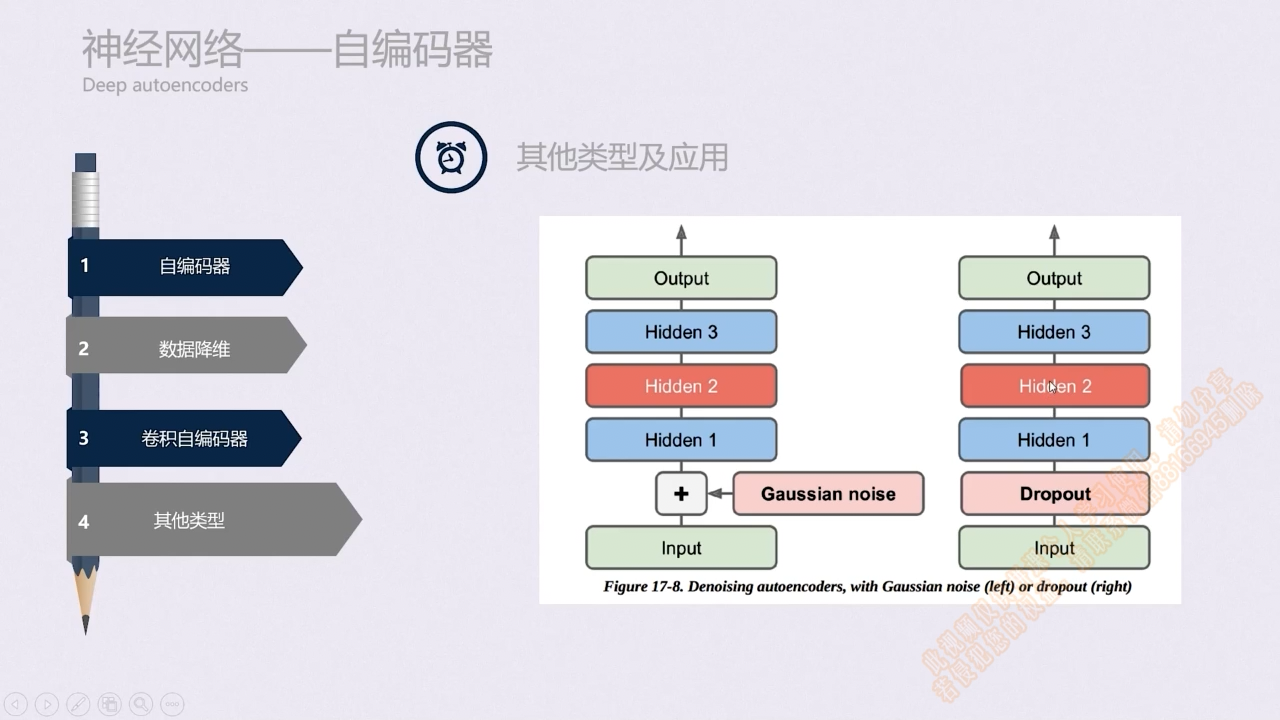 神经网络——自编码器
Deep autoencoders
其他类型及应用
1 自编码器
2 数据降维
3 卷积自编码器
4 其他类型
Output
Hidden 3
Hidden 2
Hidden 1
+
Gaussian noise
Input
Output
Hidden 3
Hidden 2
Hidden 1
Dropout
Input
Figure 17-8. Denoising autoencoders, with Gaussian noise (left) or dropout (right)